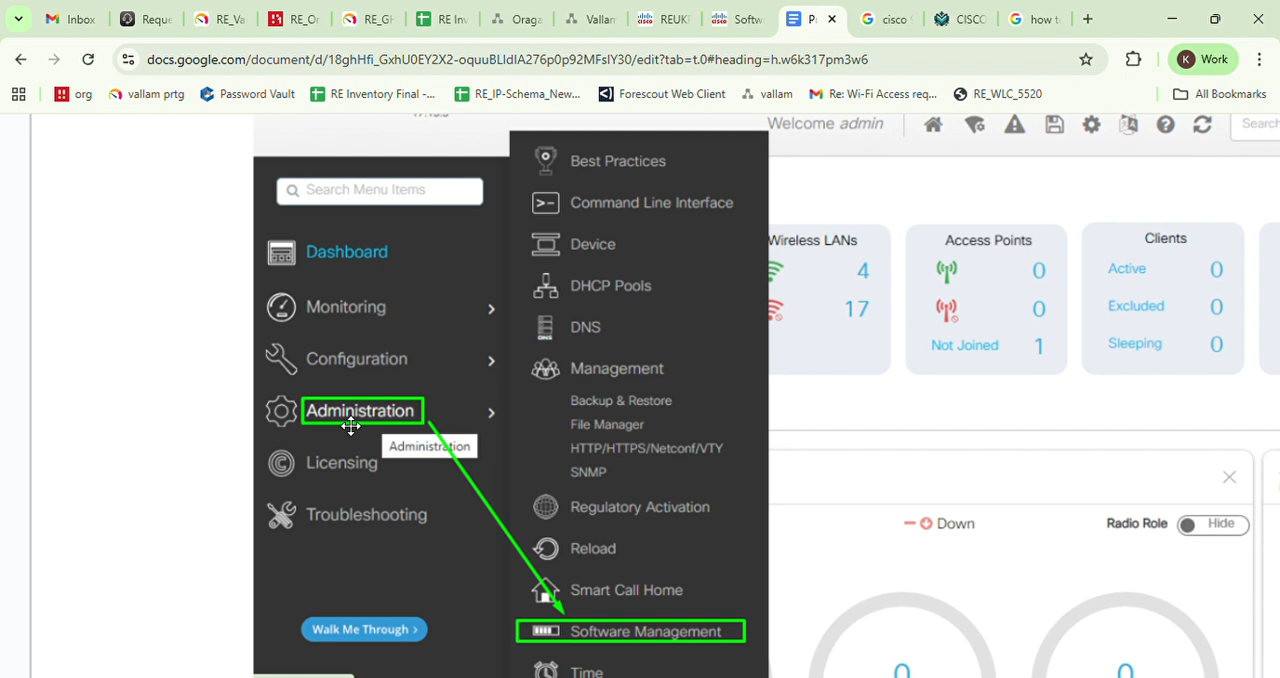 Inbox
Reque
RE_Va
RE_Or
RE_GH
RE Inv
Oraga
Vallan
REUKI
Softw
Pr
cisco
CISCO
how t
docs.google.com/document/d/18ghHfi_GxhU0EY2X2-oquuBLIdIA276p0p92MFsIY30/edit?tab=t.0#heading=h.w6k317pm3w6
K Work
org
vallam prtg
Password Vault
RE Inventory Final -...
RE_IP-Schema_New...
Forescout Web Client
vallam
Re: Wi-Fi Access req...
RE_WLC_5520
All Bookmarks
Welcome admin
Search
Search Menu Items
Dashboard
Monitoring
Configuration
Administration
Administration
Licensing
Troubleshooting
Walk Me Through >
Best Practices
Command Line Interface
Device
DHCP Pools
DNS
Management
Backup & Restore
File Manager
HTTP/HTTPS/Netconf/VTY
SNMP
Regulatory Activation
Reload
Smart Call Home
Software Management
Time
Wireless LANs
4
17
Access Points
0
0
Not Joined 1
Clients
Active 0
Excluded 0
Sleeping 0
Down
Radio Role Hide
0
0